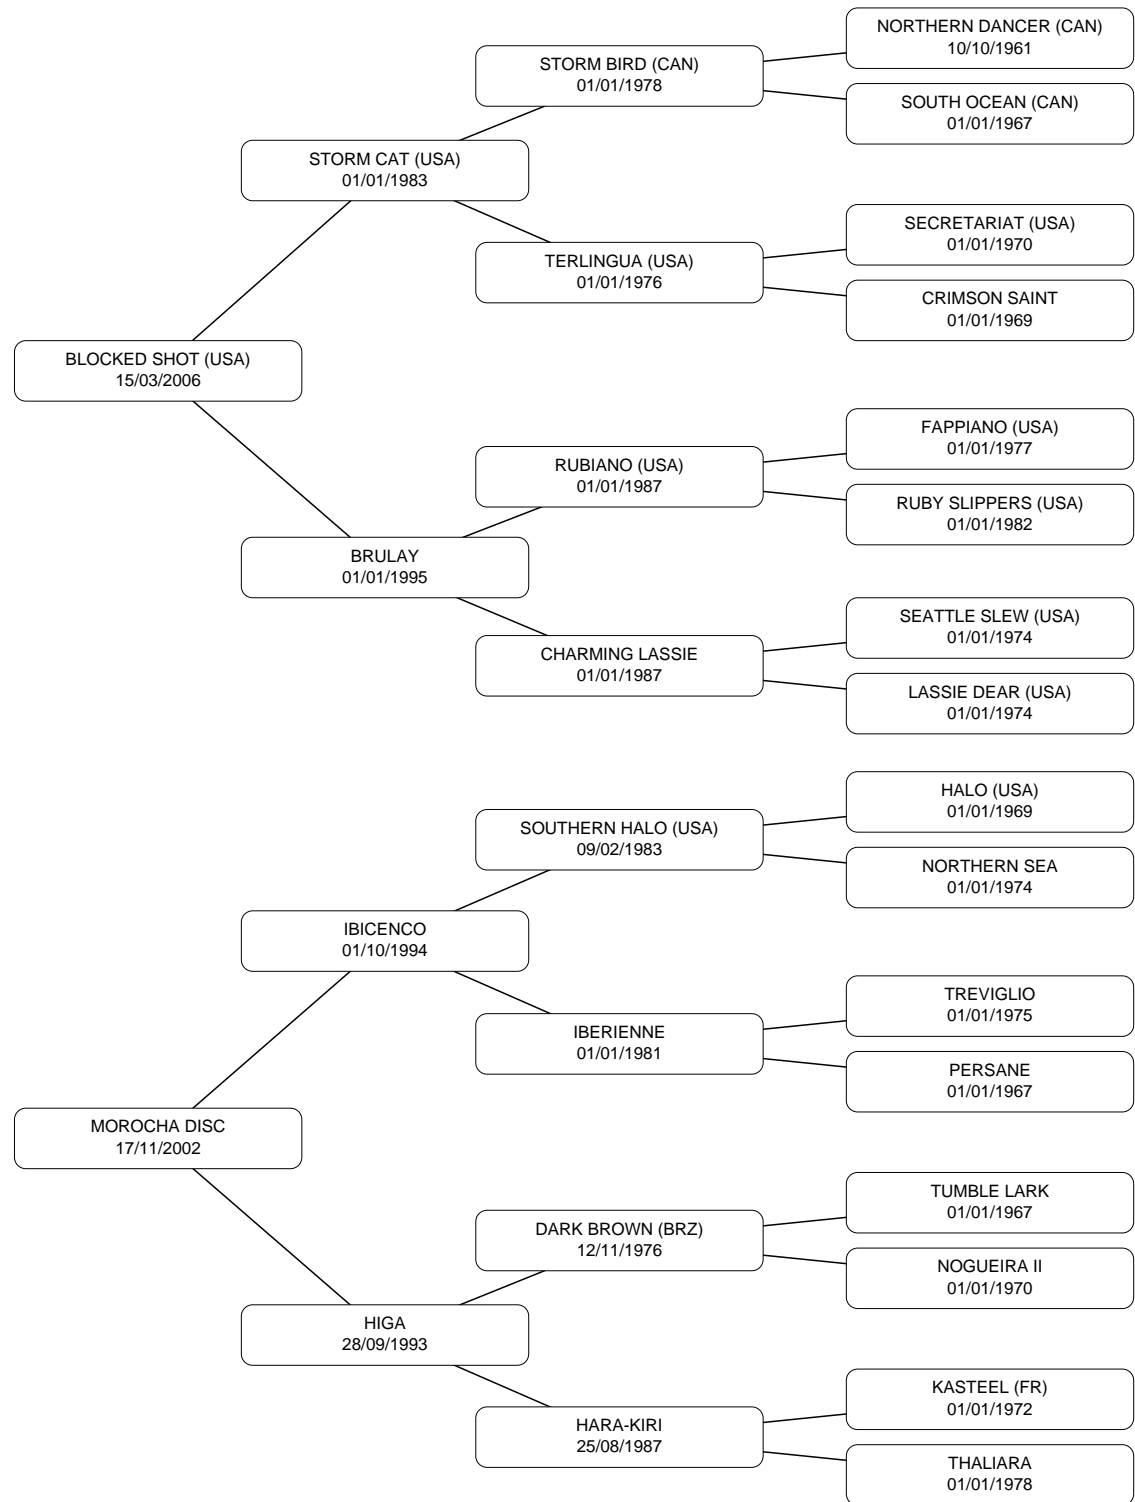 NORTHERN DANCER (CAN)
10/10/1961
STORM BIRD (CAN)
01/01/1978
SOUTH OCEAN (CAN)
01/01/1967
STORM CAT (USA)
01/01/1983
SECRETARIAT (USA)
01/01/1970
TERLINGUA (USA)
01/01/1976
CRIMSON SAINT
01/01/1969
BLOCKED SHOT (USA)
15/03/2006
FAPPIANO (USA)
01/01/1977
RUBIANO (USA)
01/01/1987
RUBY SLIPPERS (USA)
01/01/1982
BRULAY
01/01/1995
SEATTLE SLEW (USA)
01/01/1974
CHARMING LASSIE
01/01/1987
LASSIE DEAR (USA)
01/01/1974
HALO (USA)
01/01/1969
SOUTHERN HALO (USA)
09/02/1983
NORTHERN SEA
01/01/1974
IBICENCO
01/10/1994
TREVIGLIO
01/01/1975
IBERIENNE
01/01/1981
PERSANE
01/01/1967
MOROCHA DISC
17/11/2002
TUMBLE LARK
01/01/1967
DARK BROWN (BRZ)
12/11/1976
NOGUEIRA II
01/01/1970
HIGA
28/09/1993
KASTEEL (FR)
01/01/1972
HARA-KIRI
25/08/1987
THALIARA
01/01/1978